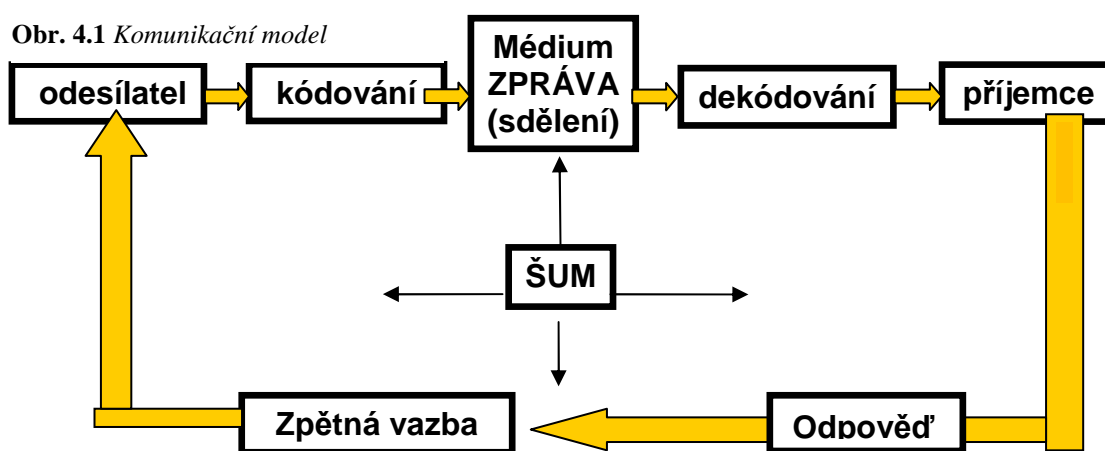 Obr. 4.1 Komunikační model
odesílatel
kódování
Médium
ZPRÁVA
(sdělení)
dekódování
příjemce
ŠUM
Zpětná vazba
Odpověď